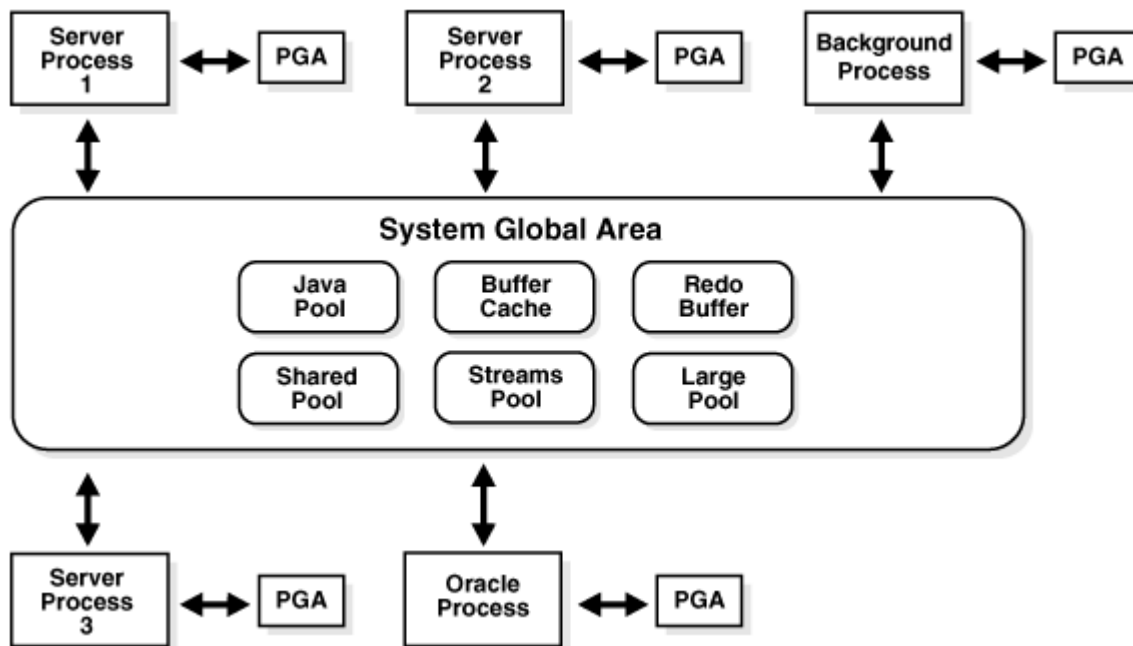 Server
Process
1
PGA
Server
Process
2
PGA
Background
Process
PGA
System Global Area
Java
Pool
Buffer
Cache
Redo
Buffer
Shared
Pool
Streams
Pool
Large
Pool
Server
Process
3
PGA
Oracle
Process
PGA